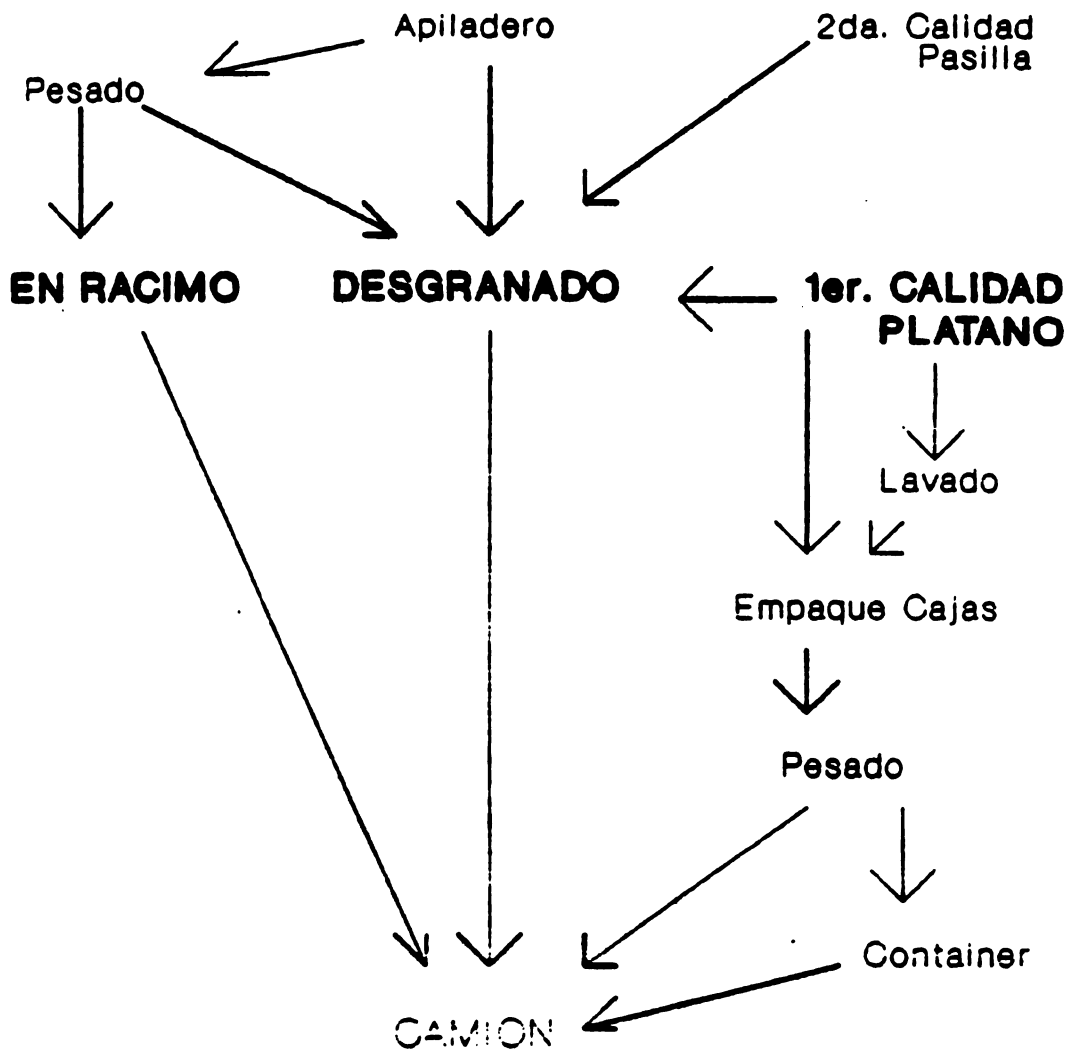 Apiladero
2da. Calidad
Pasilla
Pesado
EN RACIMO
DESGRANADO
1er. CALIDAD
PLATANO
Lavado
Empaque Cajas
Pesado
Container
CAMION